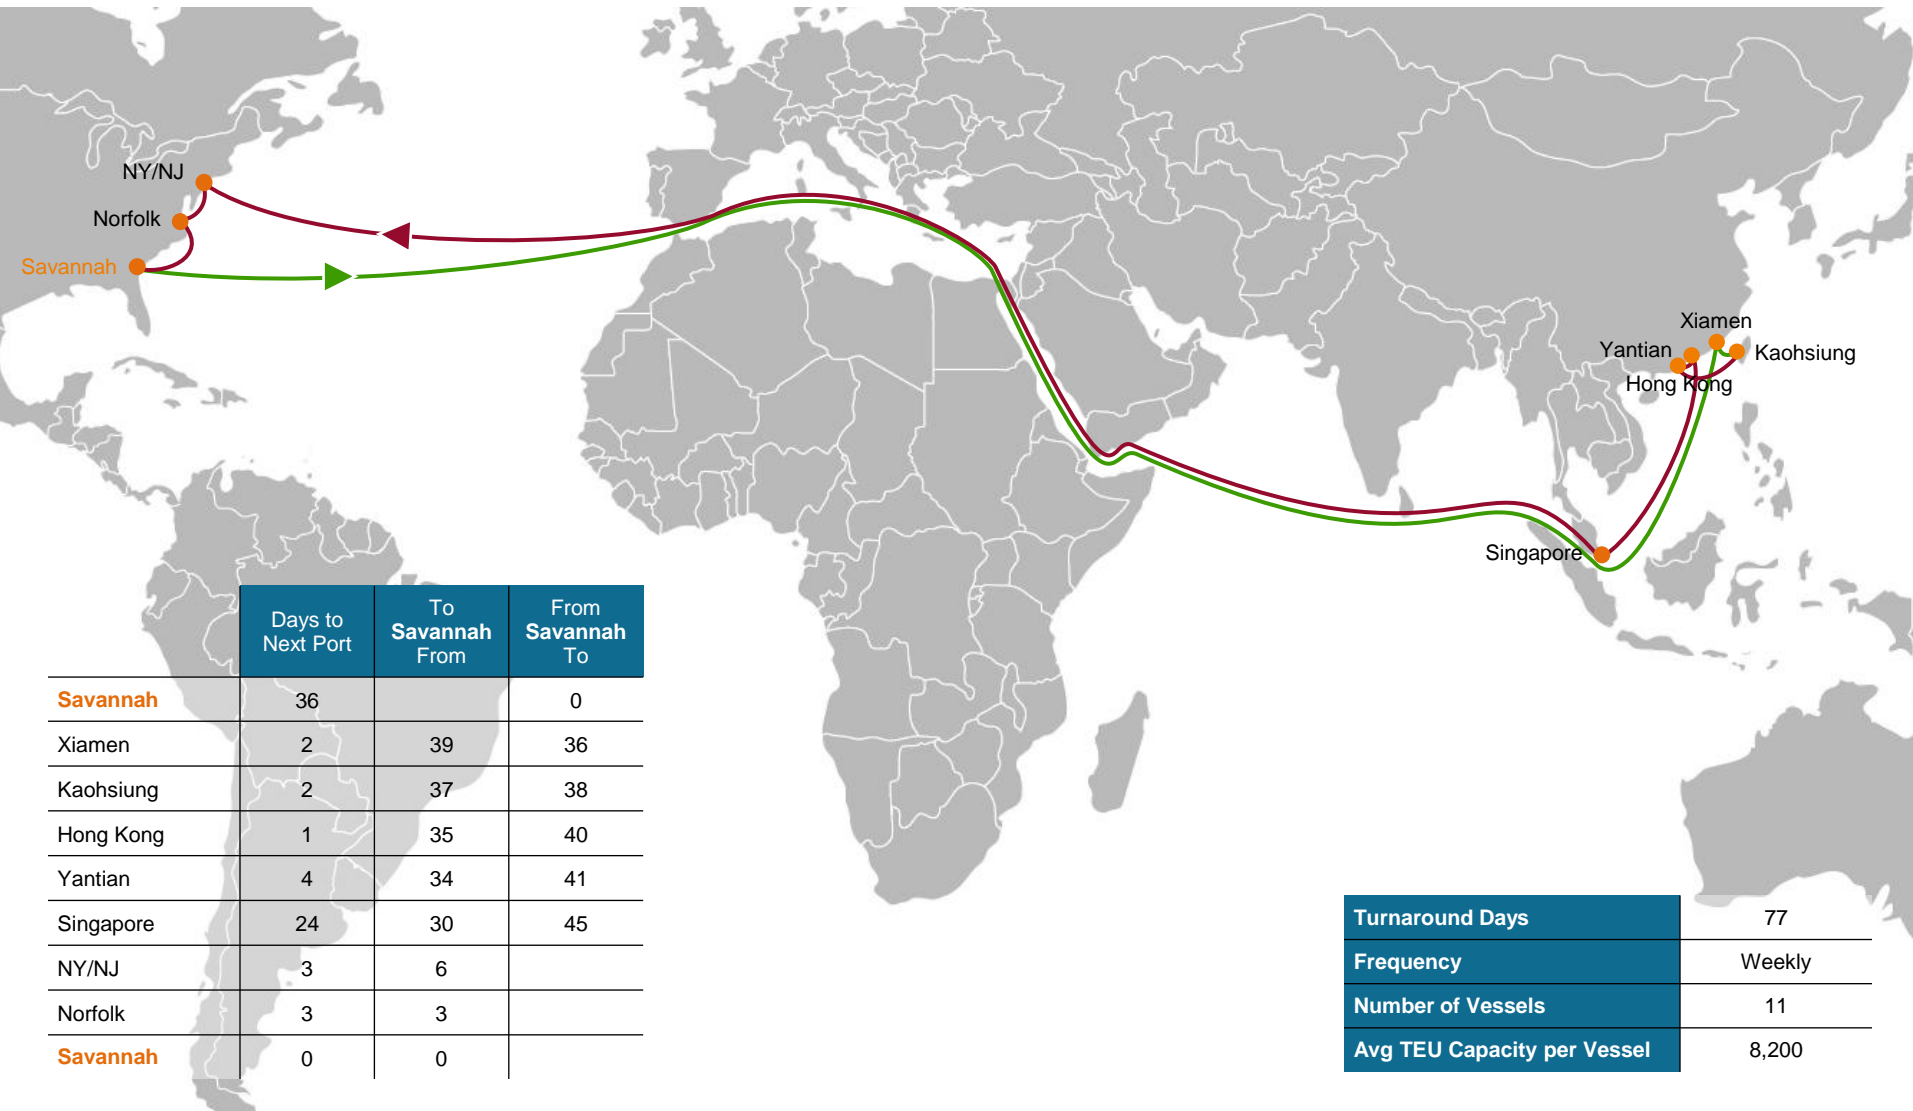 NY/NJ
Norfolk
Savannah
Xiamen
Yantian
Kaohsiung
Hong Kong
Singapore
Days to
Next Port
To
Savannah
From
From
Savannah
To
Savannah 36 0
Xiamen 2 39 36
Kaohsiung 2 37 38
Hong Kong 1 35 40
Yantian 4 34 41
Singapore 24 30 45
NY/NJ 3 6
Norfolk 3 3
Savannah 0 0
Turnaround Days 77
Frequency Weekly
Number of Vessels 11
Avg TEU Capacity per Vessel 8,200